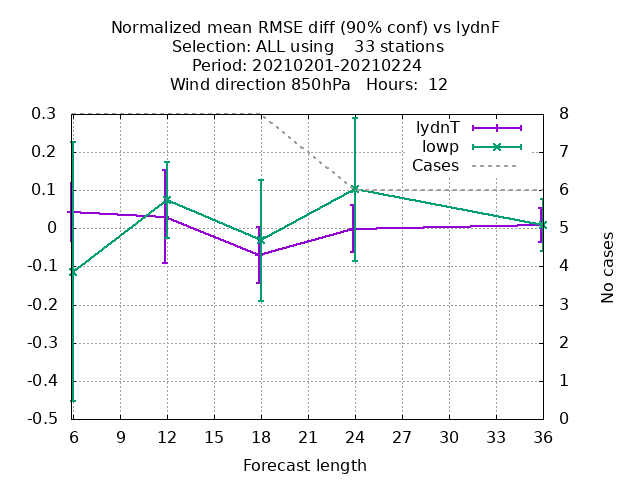 Normalized mean RMSE diff (90% conf) vs lydnF
Selection: ALL using    33 stations
Period: 20210201-20210224
Wind direction 850hPa   Hours:  12
0.3
0.2
0.1
0
-0.1
-0.2
-0.3
-0.4
-0.5
lydnT
lowp
Cases
8
7
6
5
4
3
2
1
0
No cases
6 9 12 15 18 21 24 27 30 33 36
Forecast length